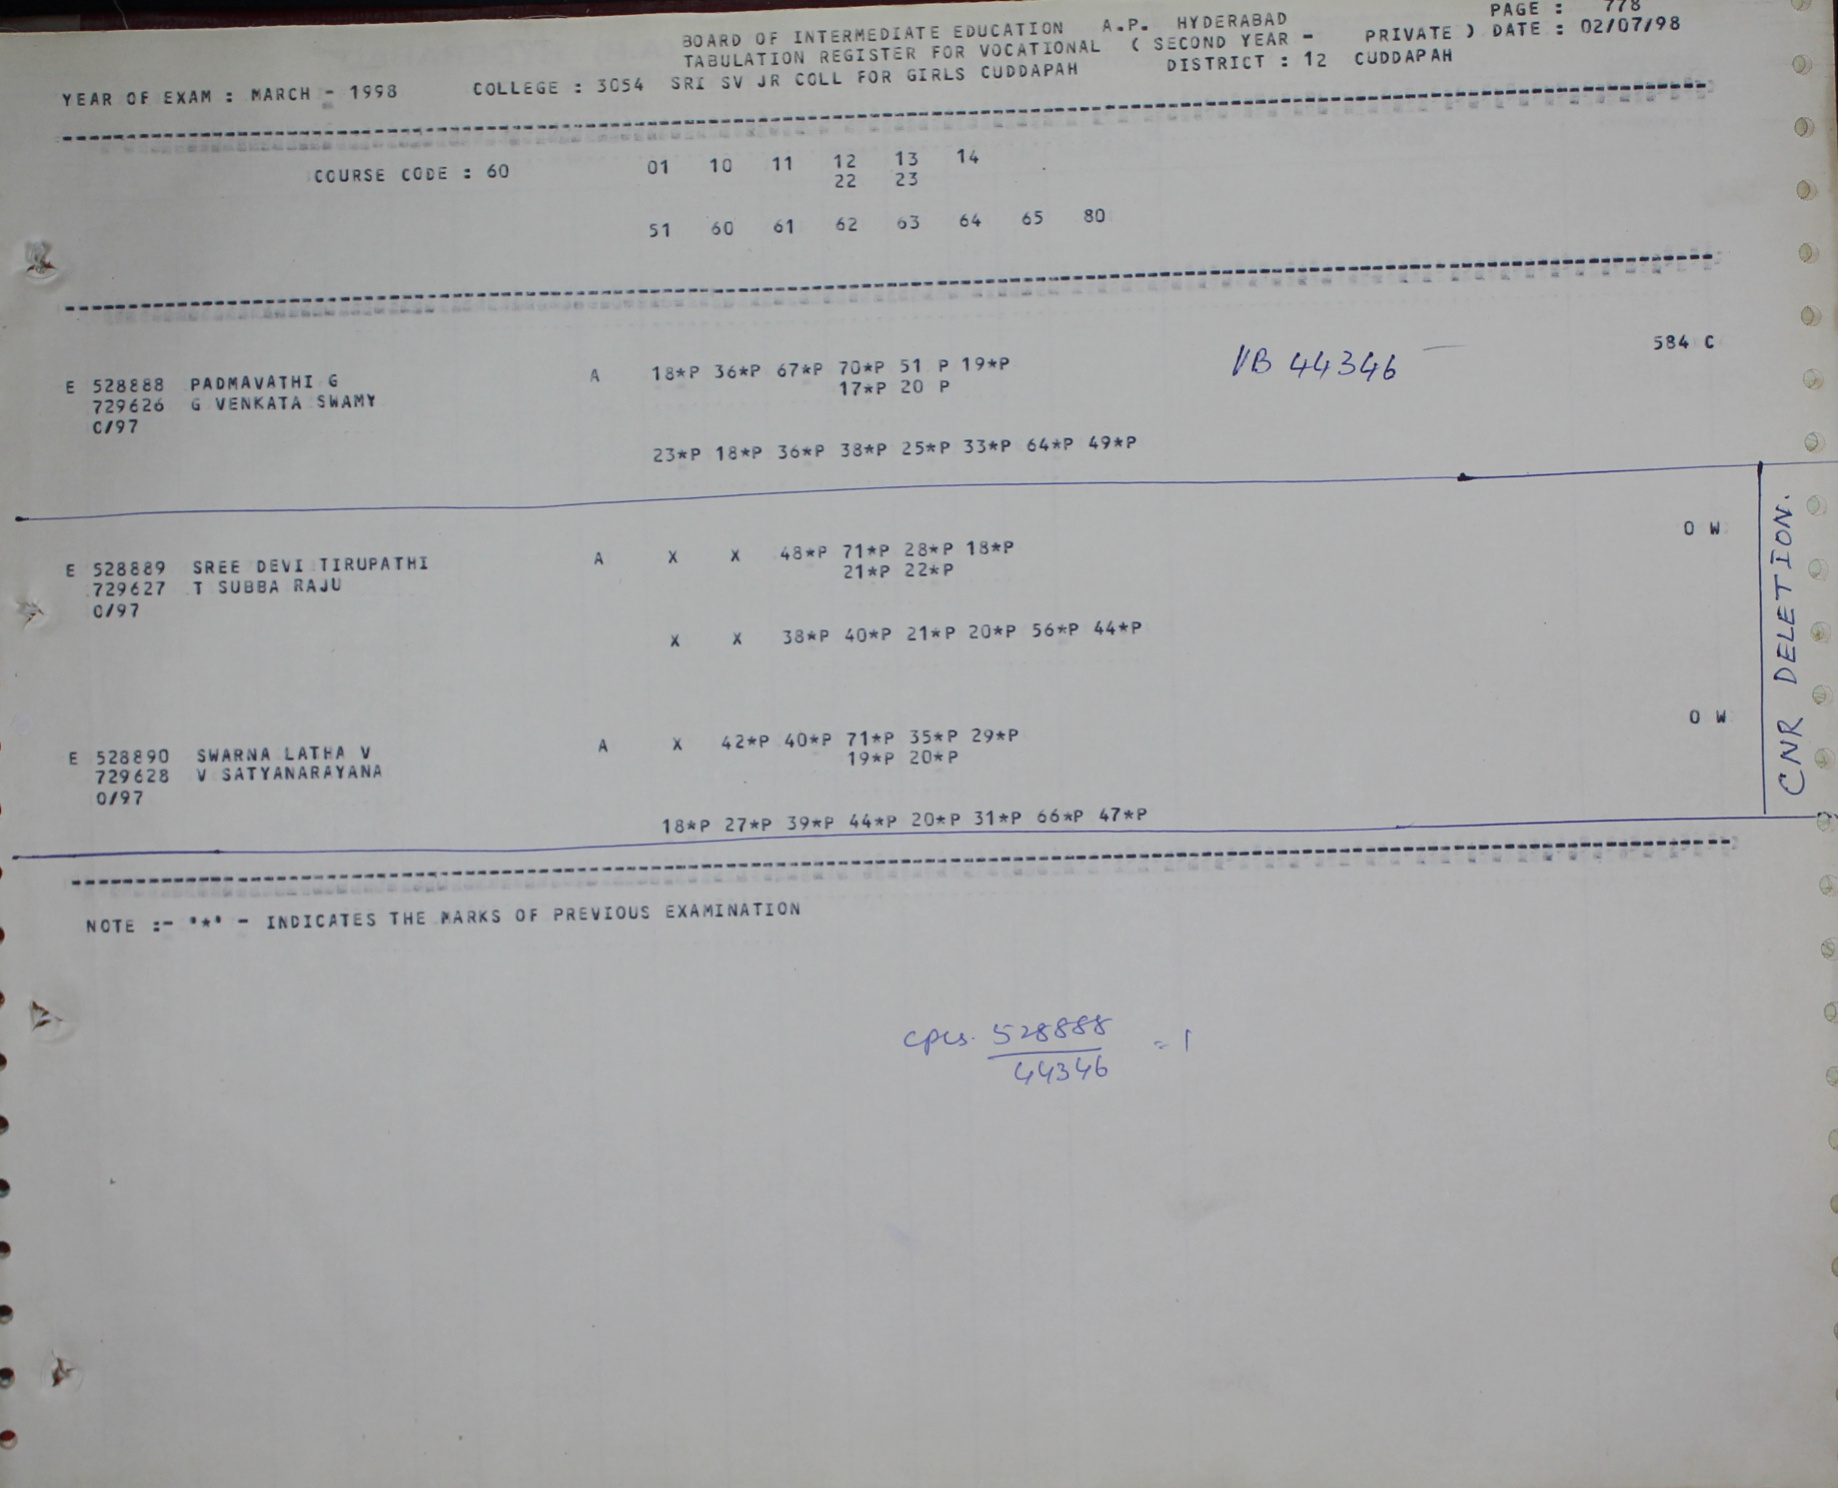 PAGE : 778
BOARD OF INTERMEDIATE EDUCATION A.P. HYDERABAD
TABULATION REGISTER FOR VOCATIONAL ( SECOND YEAR - PRIVATE ) DATE : 02/07/98
YEAR OF EXAM : MARCH - 1998 COLLEGE : 3054 SRI SV JR COLL FOR GIRLS CUDDAPAH DISTRICT : 12 CUDDAPAH
COURSE CODE : 60 01 10 11 12 13 14
22 23
51 60 61 62 63 64 65 80
E 528888 PADMAVATHI G A 18*P 36*P 67*P 70*P 51 P 19*P VB 44346 584 C
729626 G VENKATA SWAMY 17*P 20 P
0/97
23*P 18*P 36*P 38*P 25*P 33*P 64*P 49*P
E 528889 SREE DEVI TIRUPATHI A X X 48*P 71*P 28*P 18*P 0 W
729627 T SUBBA RAJU 21*P 22*P
0/97
X X 38*P 40*P 21*P 20*P 56*P 44*P
E 528890 SWARNA LATHA V A X 42*P 40*P 71*P 35*P 29*P 0 W
729628 V SATYANARAYANA 19*P 20*P
0/97
18*P 27*P 39*P 44*P 20*P 31*P 66*P 47*P
CNR DELETION.
NOTE :- '*' - INDICATES THE MARKS OF PREVIOUS EXAMINATION
528888
44346 = 1